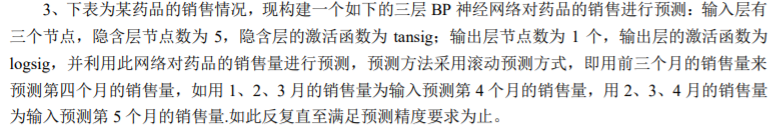 3、下表为某药品的销售情况，现构建一个如下的三层 BP 神经网络对药品的销售进行预测：输入层有
三个节点，隐含层节点数为 5，隐含层的激活函数为 tansig；输出层节点数为 1 个，输出层的激活函数为
logsig，并利用此网络对药品的销售量进行预测，预测方法采用滚动预测方式，即用前三个月的销售量来
预测第四个月的销售量，如用 1、2、3 月的销售量为输入预测第 4 个月的销售量，用 2、3、4 月的销售量
为输入预测第 5 个月的销售量.如此反复直至满足预测精度要求为止。